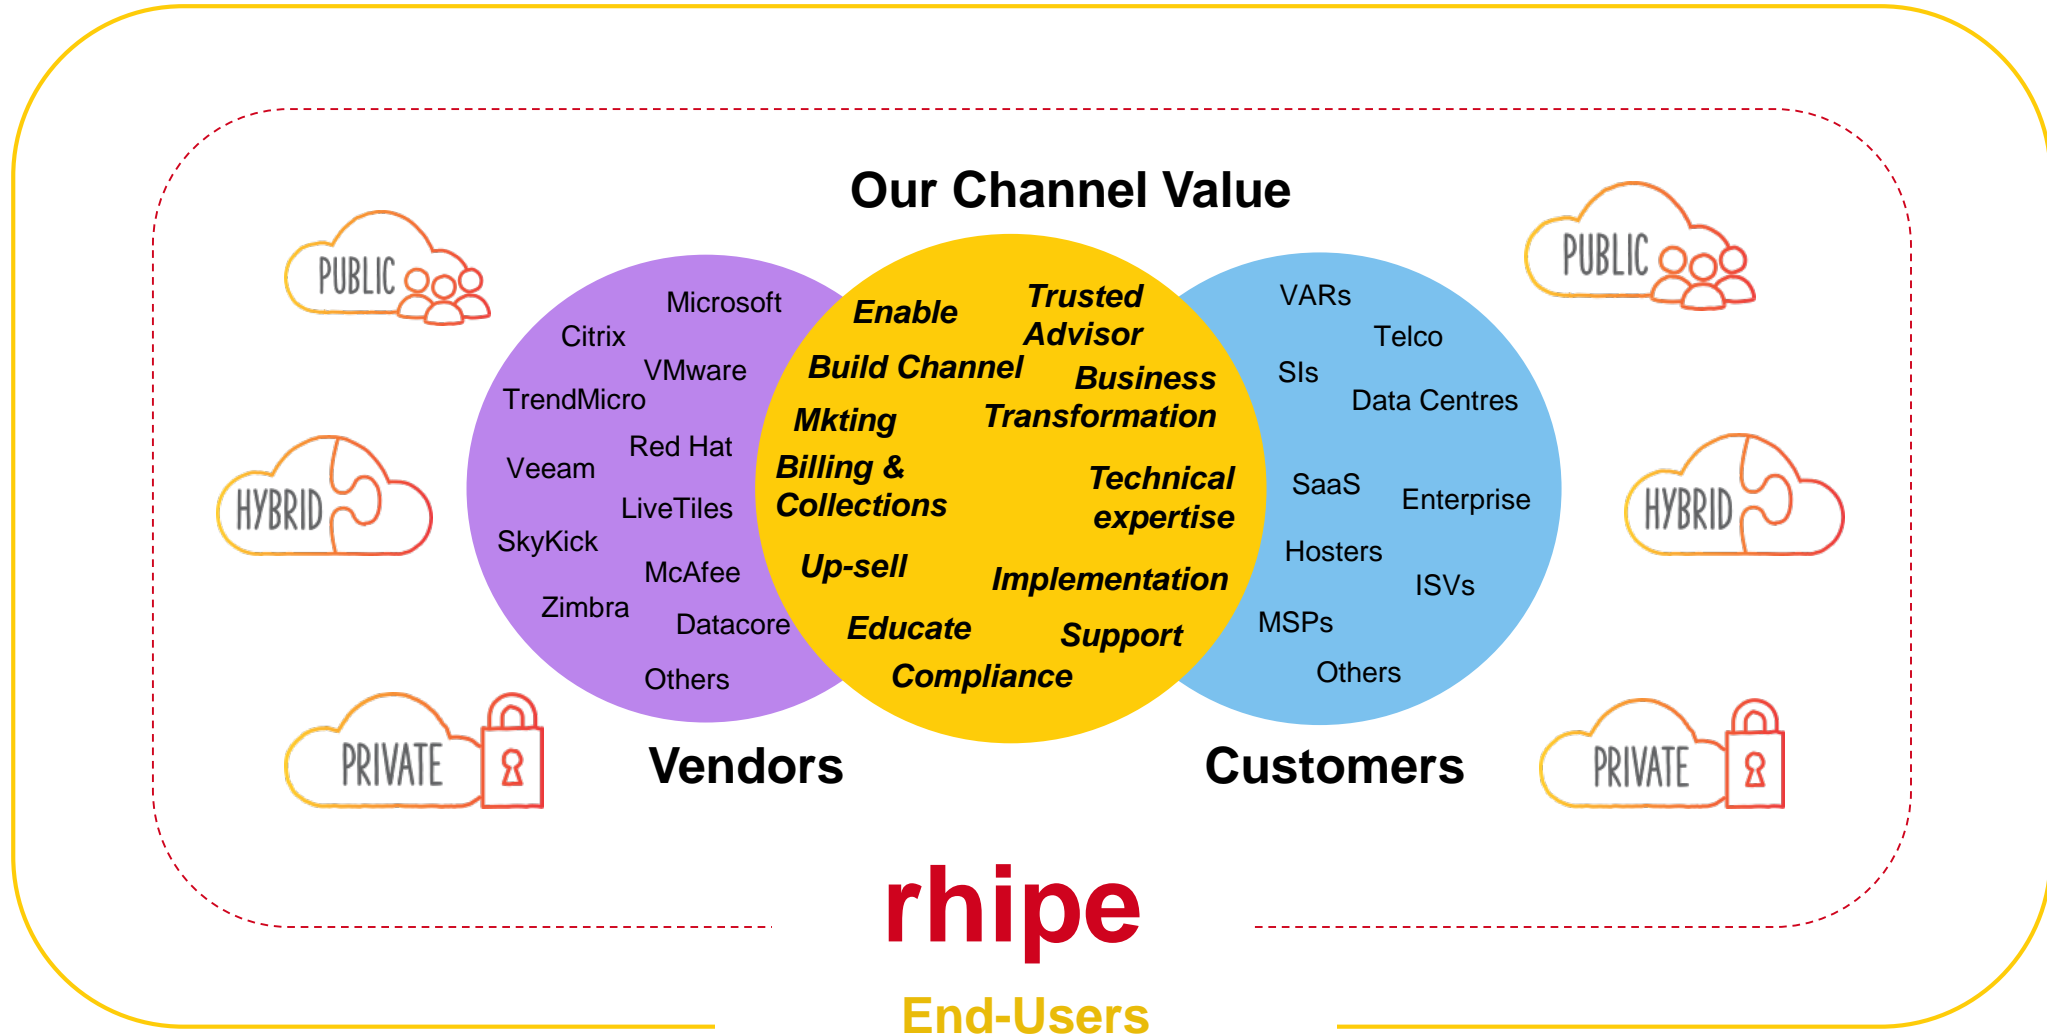 Our Channel Value
PUBLIC
HYBRID
PRIVATE
Microsoft
Citrix
VMware
TrendMicro
Red Hat
Veeam
LiveTiles
SkyKick
McAfee
Zimbra
Datacore
Others
Vendors
Enable
Build Channel
Mkting
Billing &
Collections
Up-sell
Educate
Compliance
Trusted
Advisor
Business
Transformation
Technical
expertise
Implementation
Support
VARs
Telco
SIs
Data Centres
SaaS
Enterprise
Hosters
ISVs
MSPs
Others
Customers
PUBLIC
HYBRID
PRIVATE
rhipe
End-Users